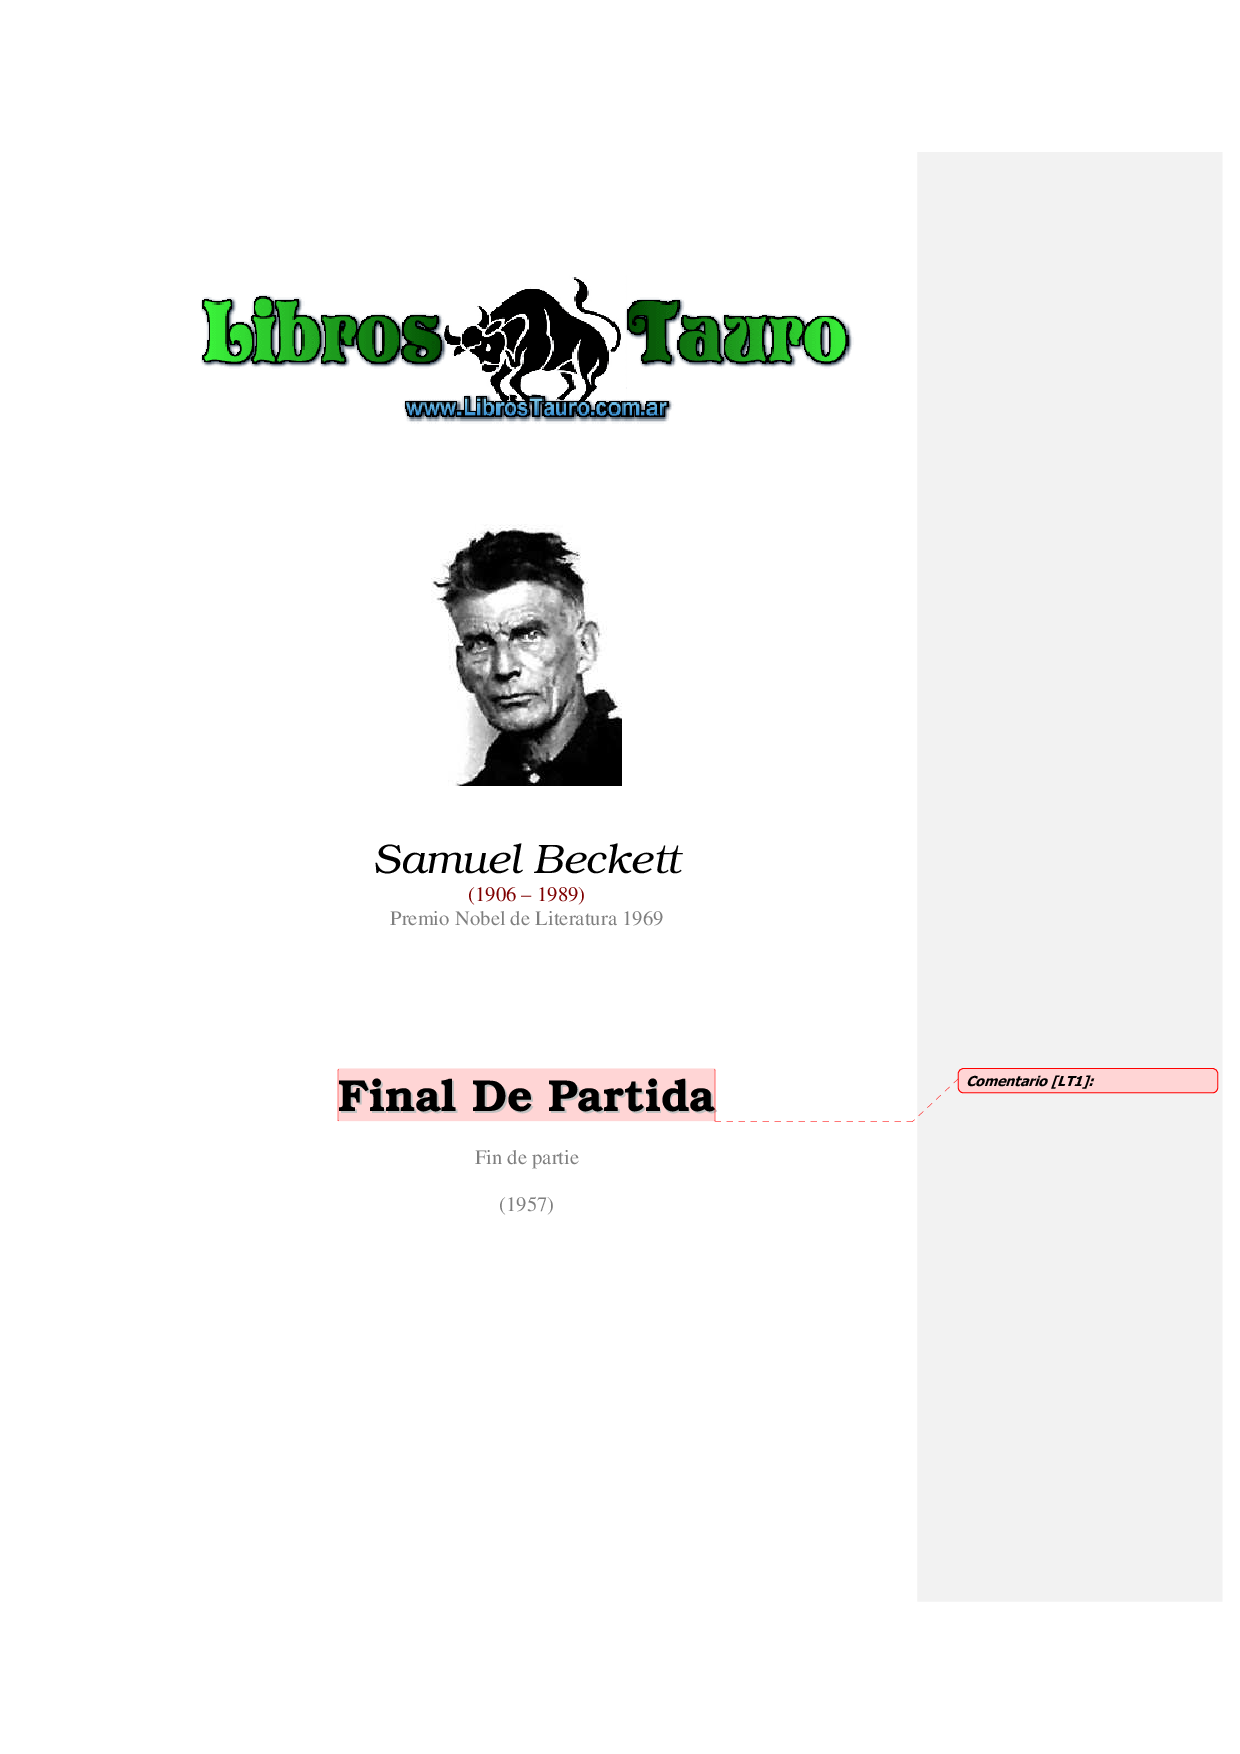 Libros Tauro
www.LibrosTauro.com.ar
Samuel Beckett
(1906 – 1989)
Premio Nobel de Literatura 1969
Final De Partida
Comentario [LT1]:
Fin de partie
(1957)